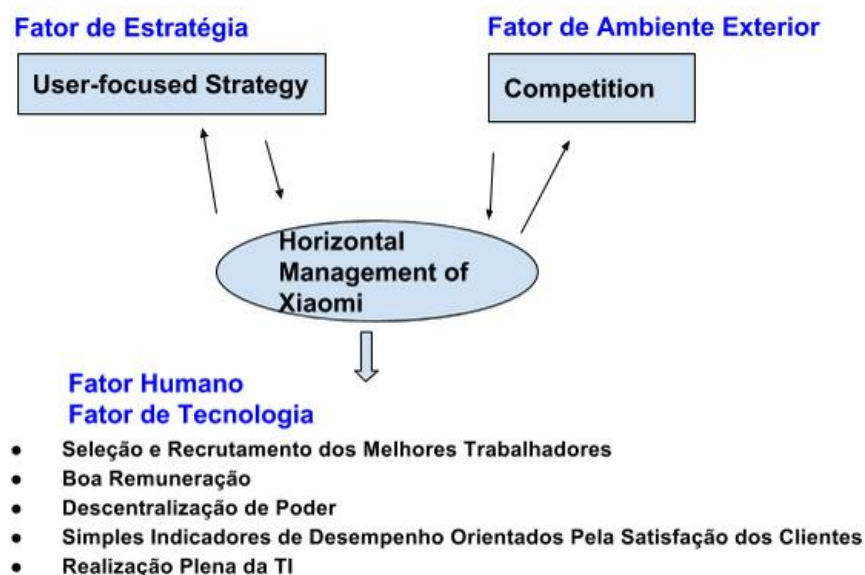 Fator de Estratégia
Fator de Ambiente Exterior
User-focused Strategy
Competition
Horizontal
Management of
Xiaomi
Fator Humano
Fator de Tecnologia
● Seleção e Recrutamento dos Melhores Trabalhadores
● Boa Remuneração
● Descentralização de Poder
● Simples Indicadores de Desempenho Orientados Pela Satisfação dos Clientes
● Realização Plena da TI